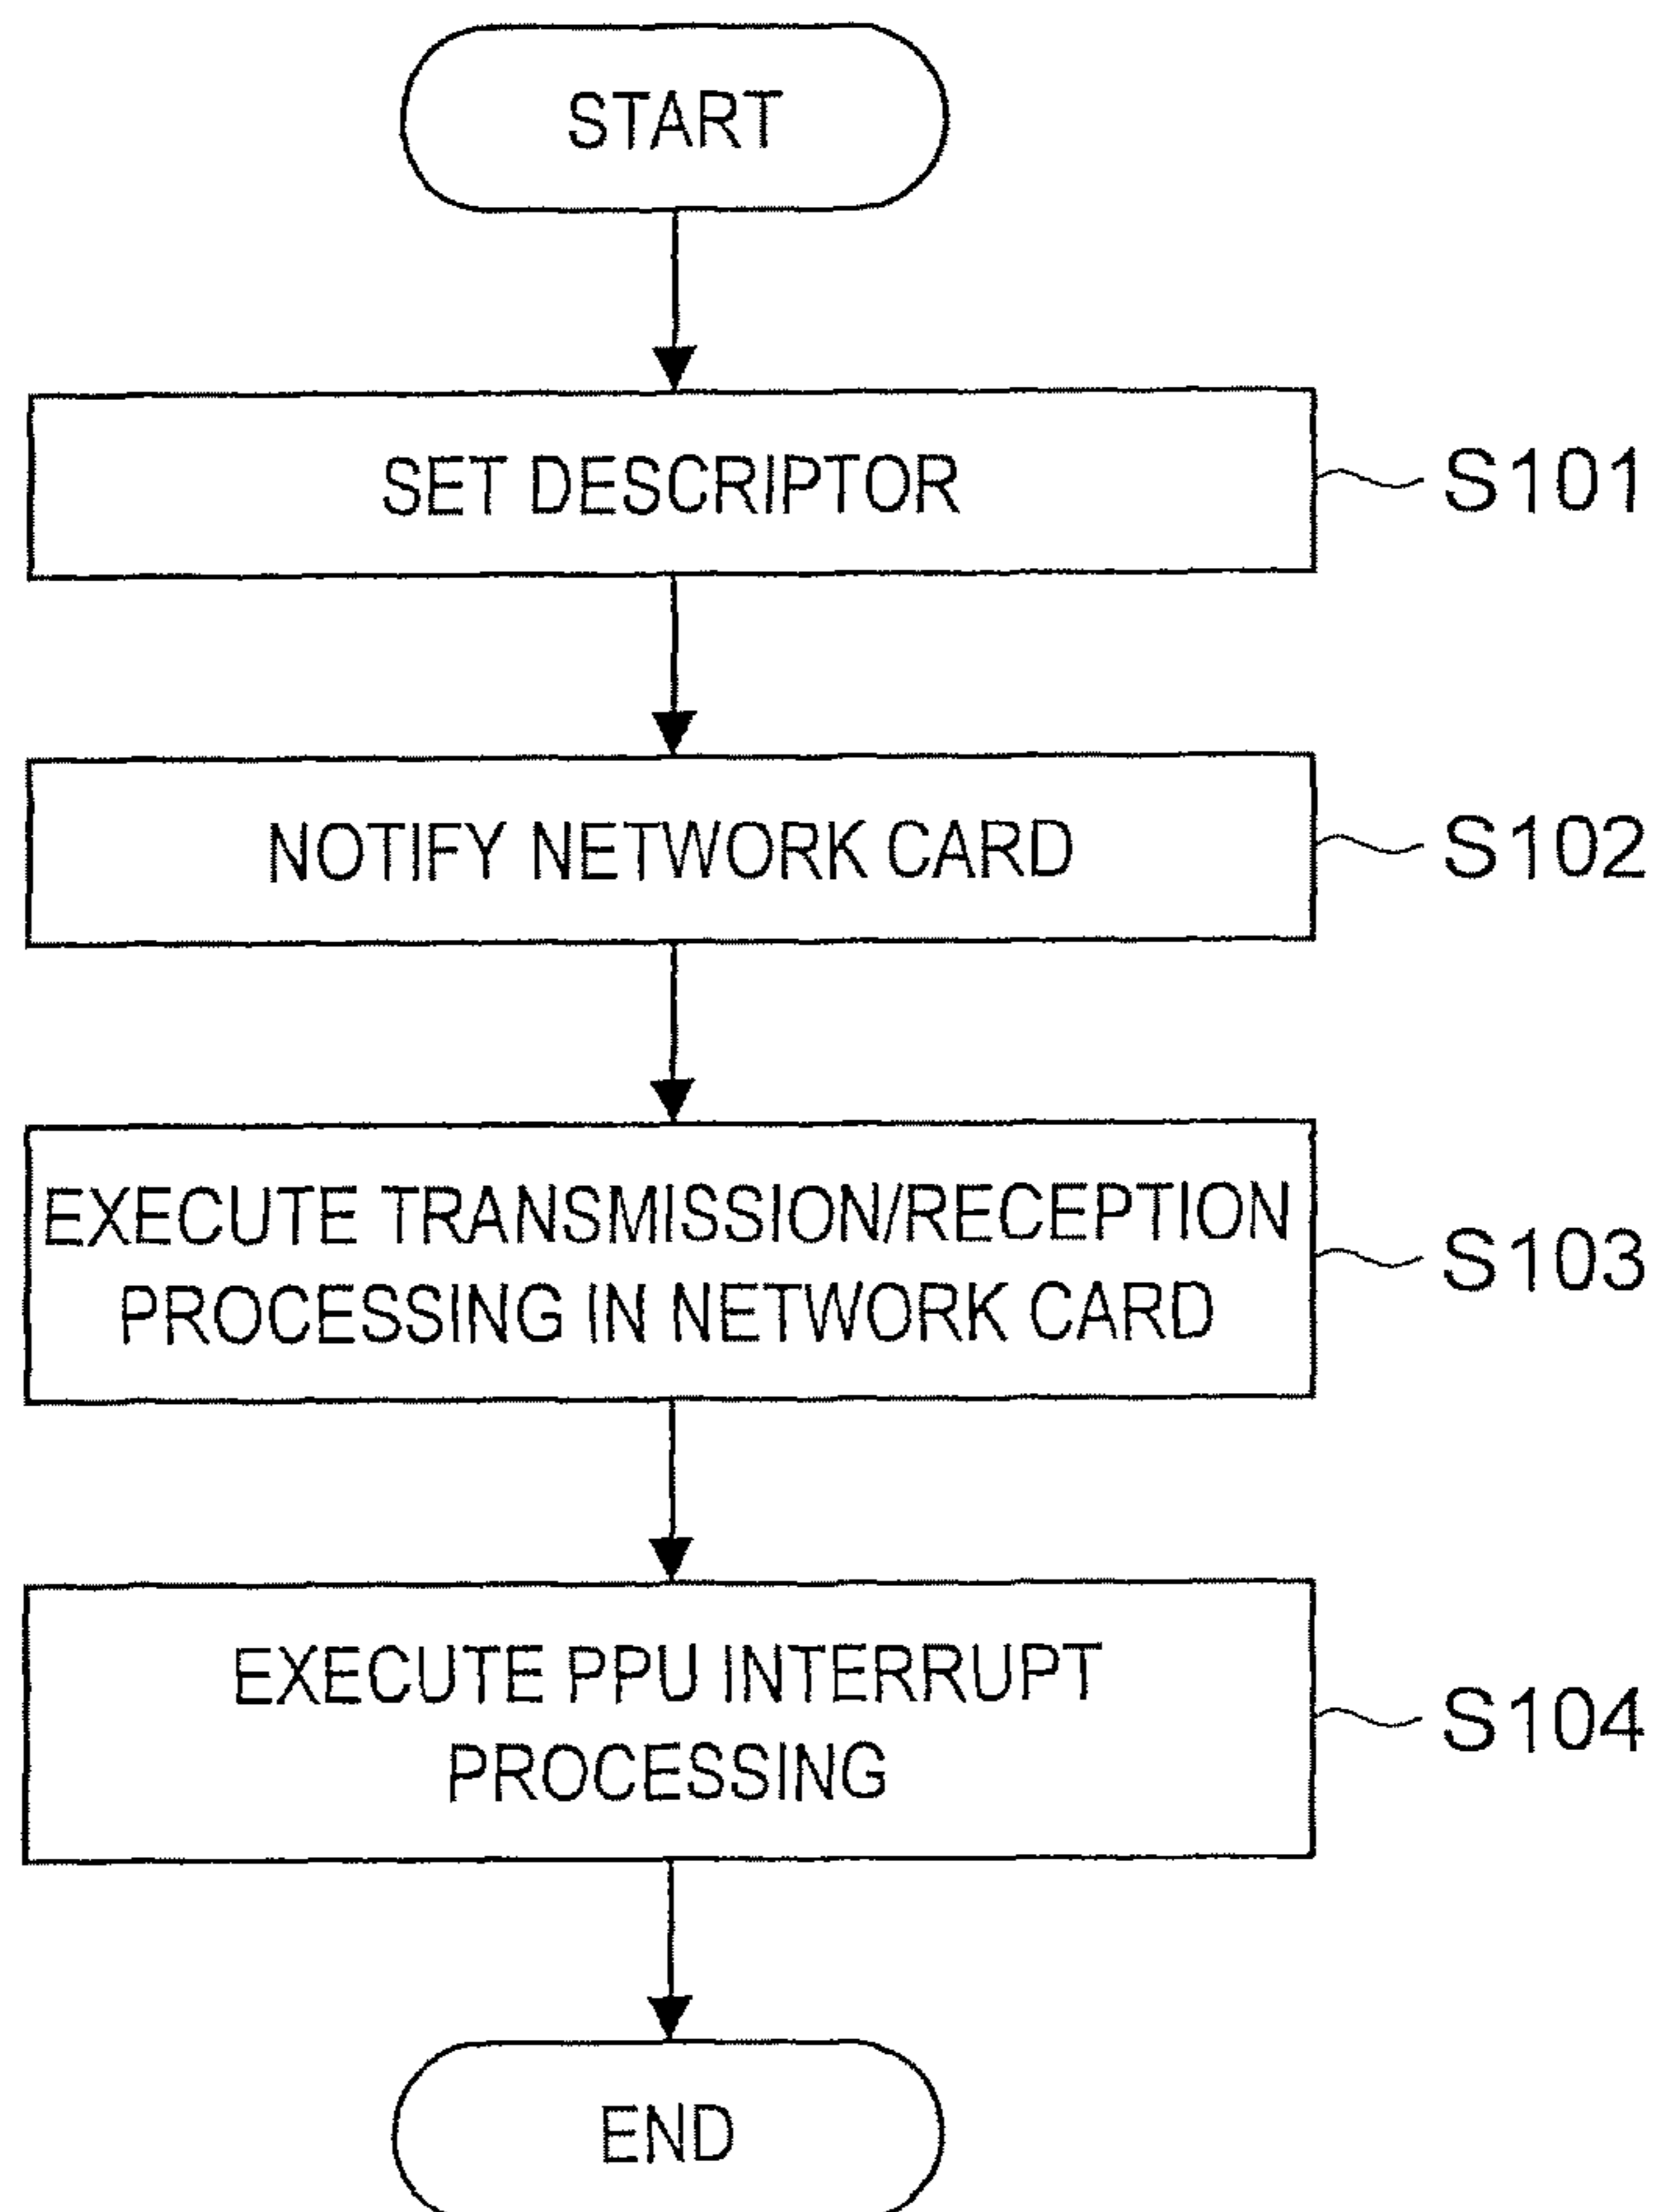 START
SET DESCRIPTOR
S101
NOTIFY NETWORK CARD
S102
EXECUTE TRANSMISSION/RECEPTION
PROCESSING IN NETWORK CARD
S103
EXECUTE PPU INTERRUPT
PROCESSING
S104
END